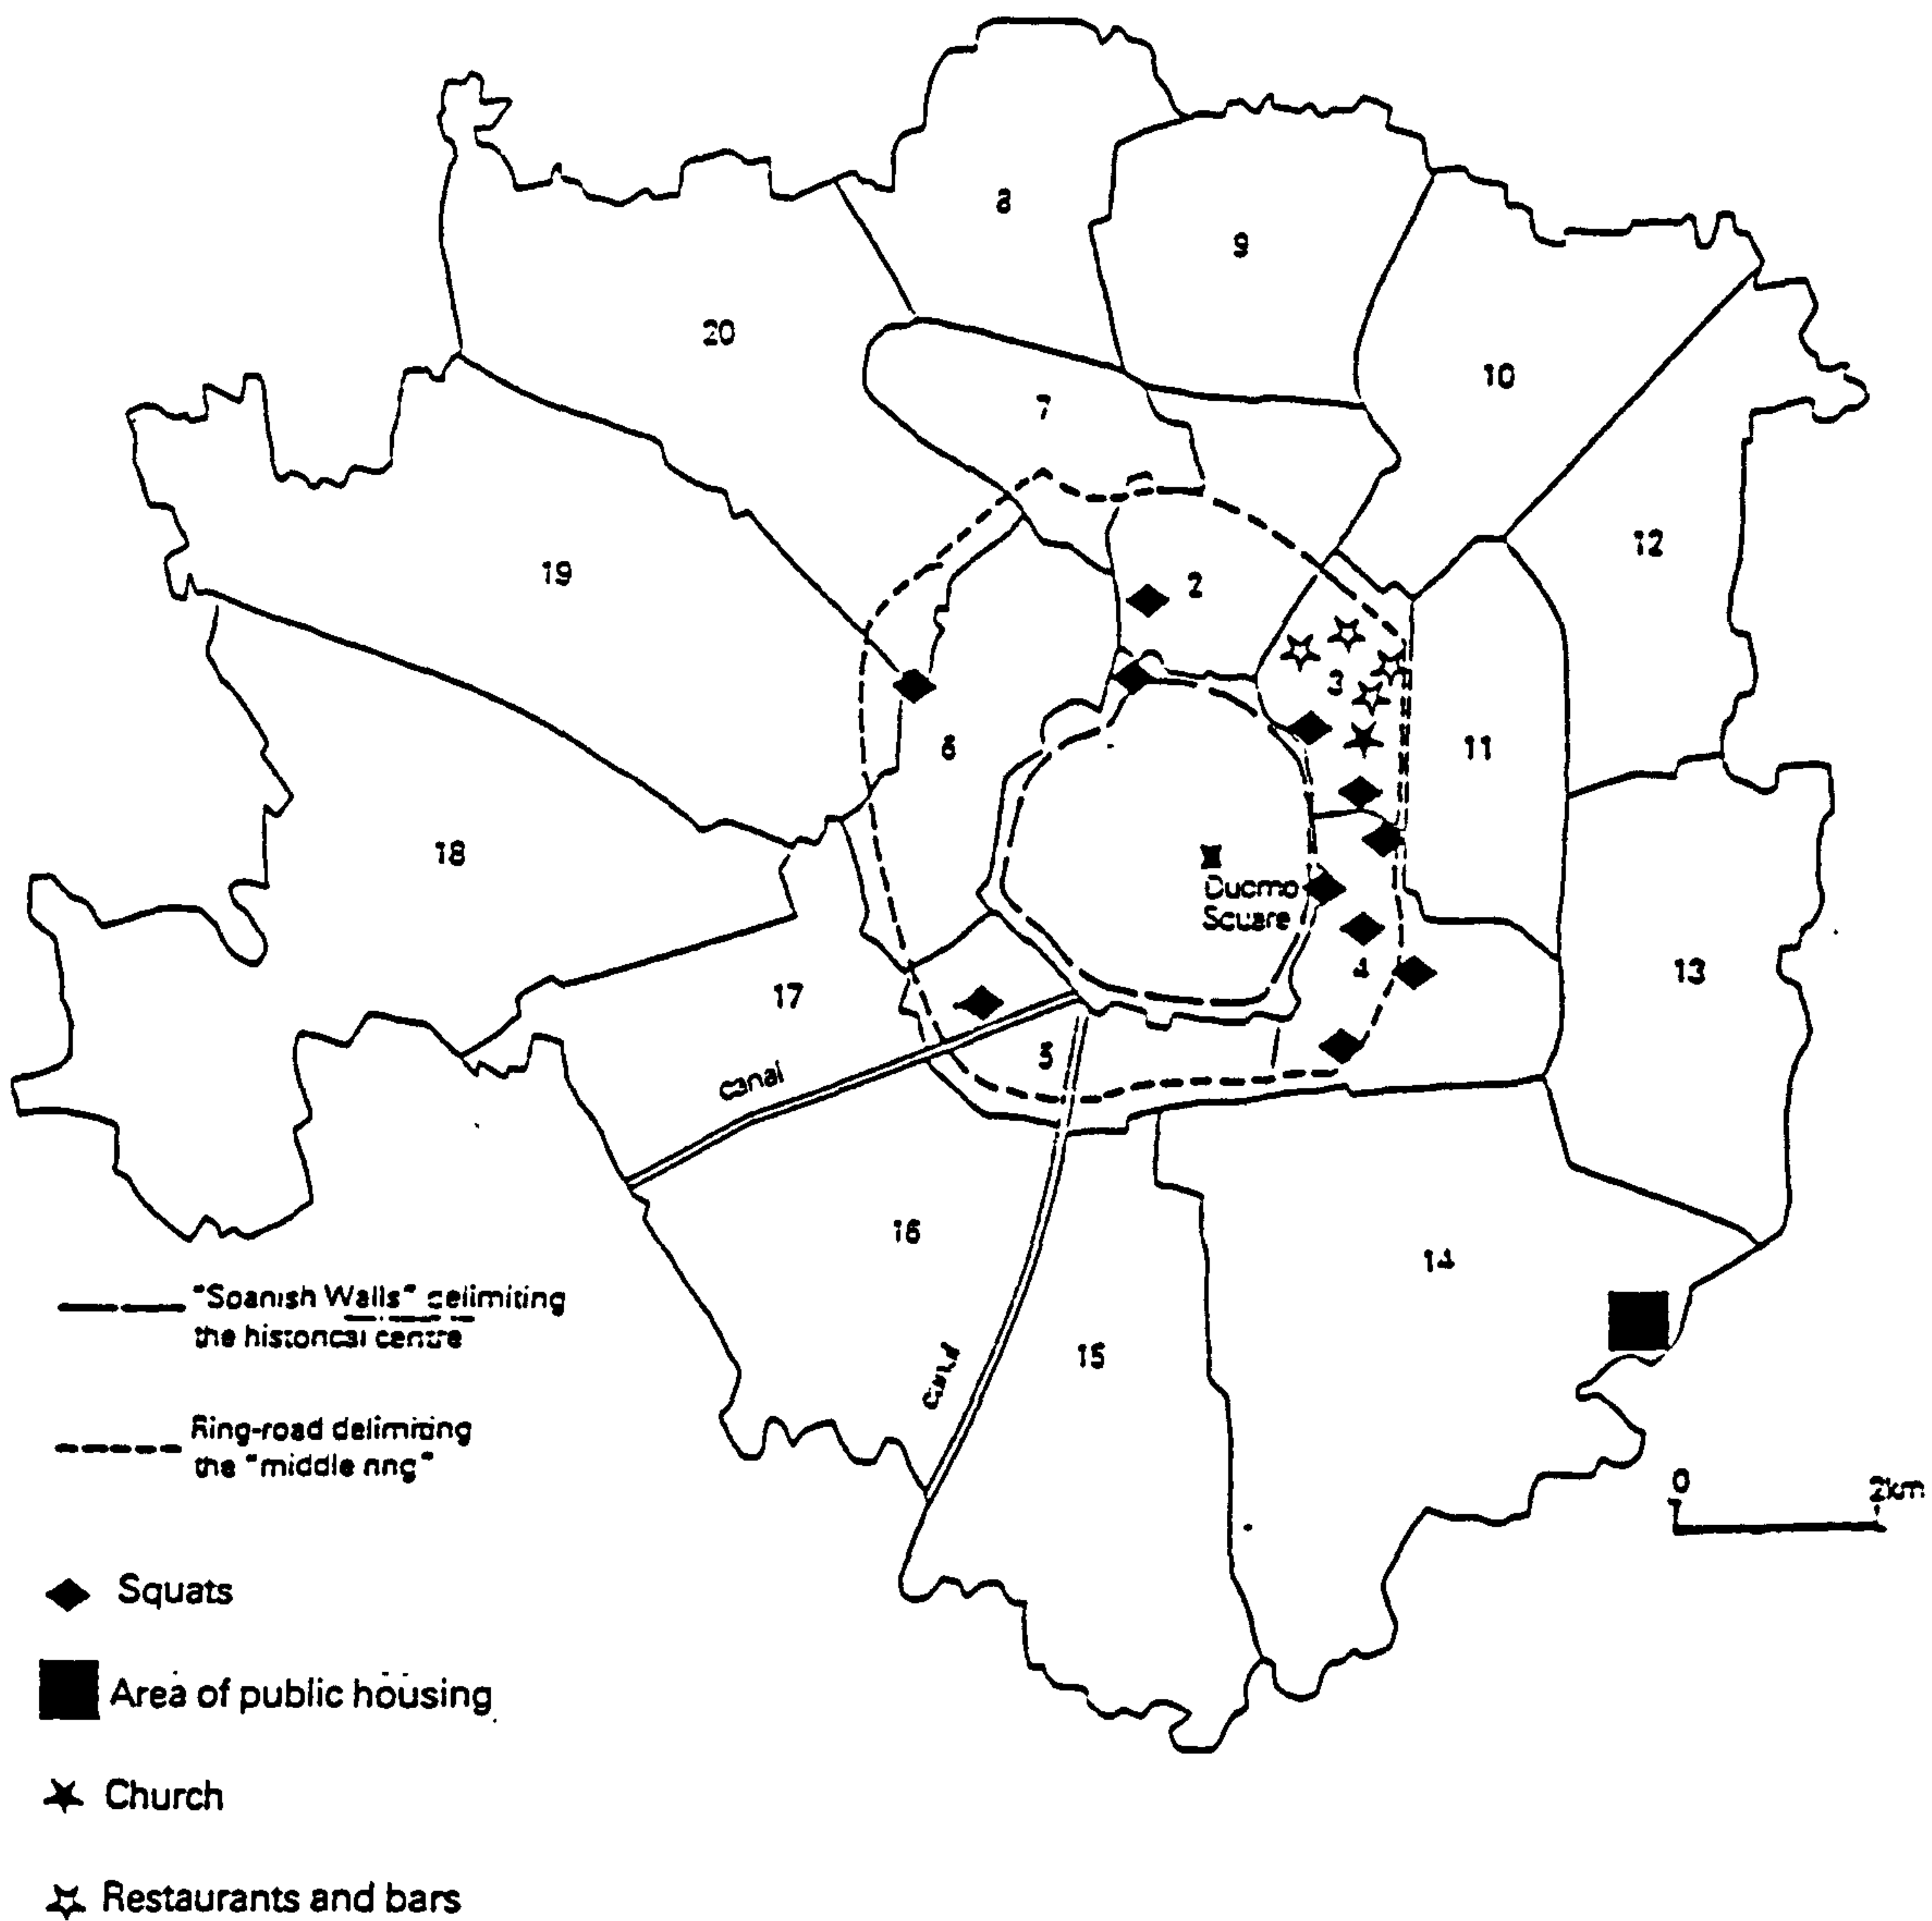 8
9
20
10
7
12
19
2
3
6
11
18
Duomo
Square
4
13
17
5
canal
16
14
"Spanish Walls" delimiting
the historical centre
canal
15
Ring-road delimiting
the "middle ring"
0 2km
Squats
Area of public housing
Church
Restaurants and bars